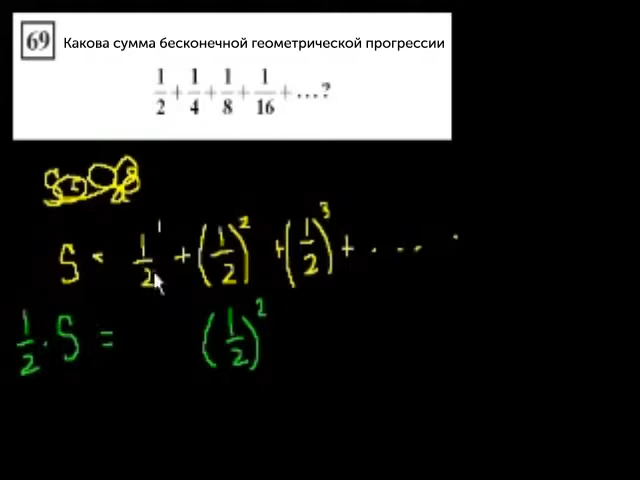 69 Какова сумма бесконечной геометрической прогрессии
1/2 + 1/4 + 1/8 + 1/16 + ...?
S = 1/2^1 + (1/2)^2 + (1/2)^3 + .... .
1/2 · S = (1/2)^2